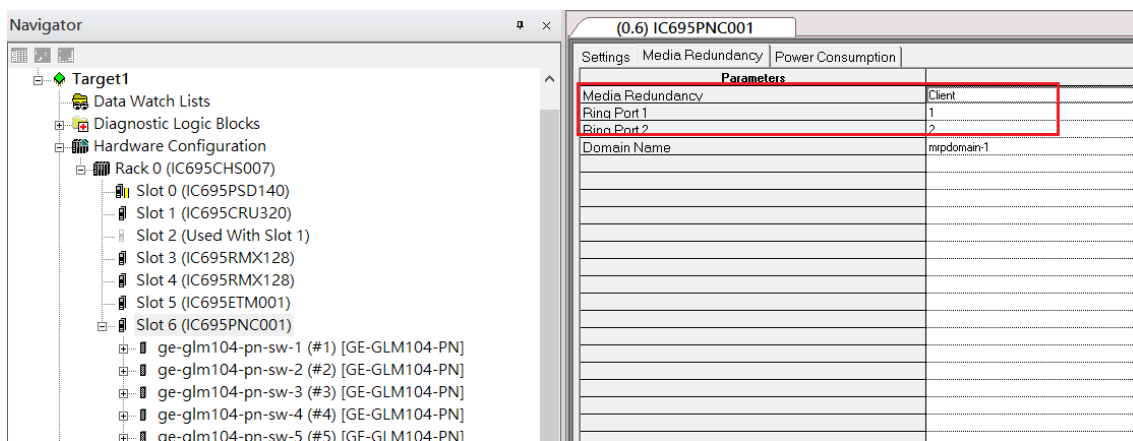 Navigator
Target1
Data Watch Lists
Diagnostic Logic Blocks
Hardware Configuration
Rack 0 (IC695CHS007)
Slot 0 (IC695PSD140)
Slot 1 (IC695CRU320)
Slot 2 (Used With Slot 1)
Slot 3 (IC695RMX128)
Slot 4 (IC695RMX128)
Slot 5 (IC695ETM001)
Slot 6 (IC695PNC001)
ge-glm104-pn-sw-1 (#1) [GE-GLM104-PN]
ge-glm104-pn-sw-2 (#2) [GE-GLM104-PN]
ge-glm104-pn-sw-3 (#3) [GE-GLM104-PN]
ge-glm104-pn-sw-4 (#4) [GE-GLM104-PN]
ge-glm104-pn-sw-5 (#5) [GE-GLM104-PN]
(0.6) IC695PNC001
Settings Media Redundancy Power Consumption
Parameters
Media Redundancy Client
Ring Port 1 1
Ring Port 2 2
Domain Name mrpdomain-1